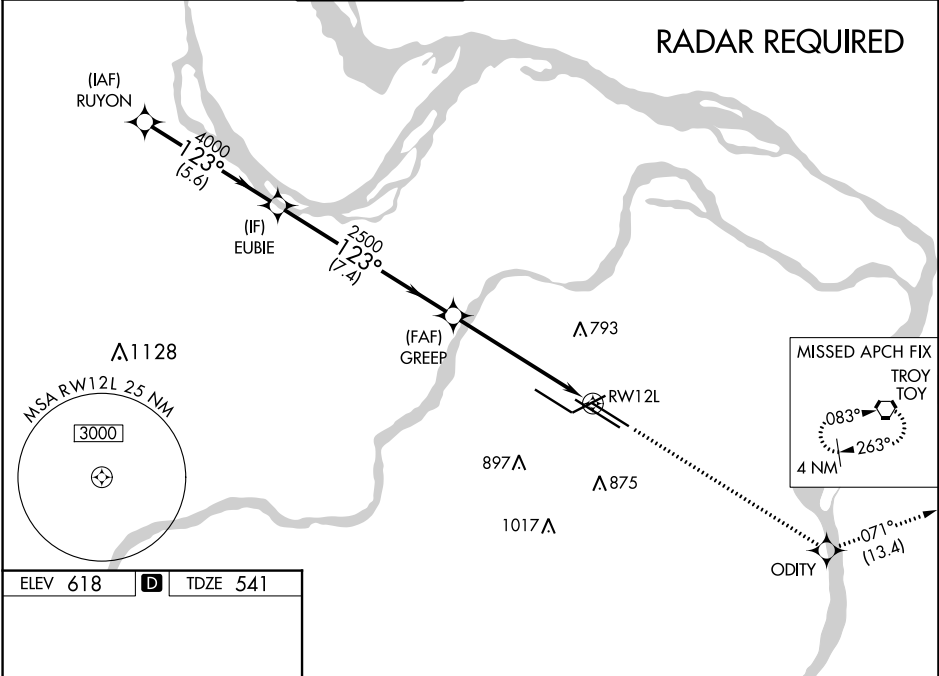 RADAR REQUIRED
(IAF)
RUYON
4000
123°
(5.6)
(IF)
EUBIE
2500
123°
(7.4)
(FAF)
GREEP
793
1128
MSA RW12L 25 NM
3000
RW12L
897
875
1017
MISSED APCH FIX
TROY
TOY
083°
263°
4 NM
071°
(13.4)
ODITY
ELEV 618 D TDZE 541